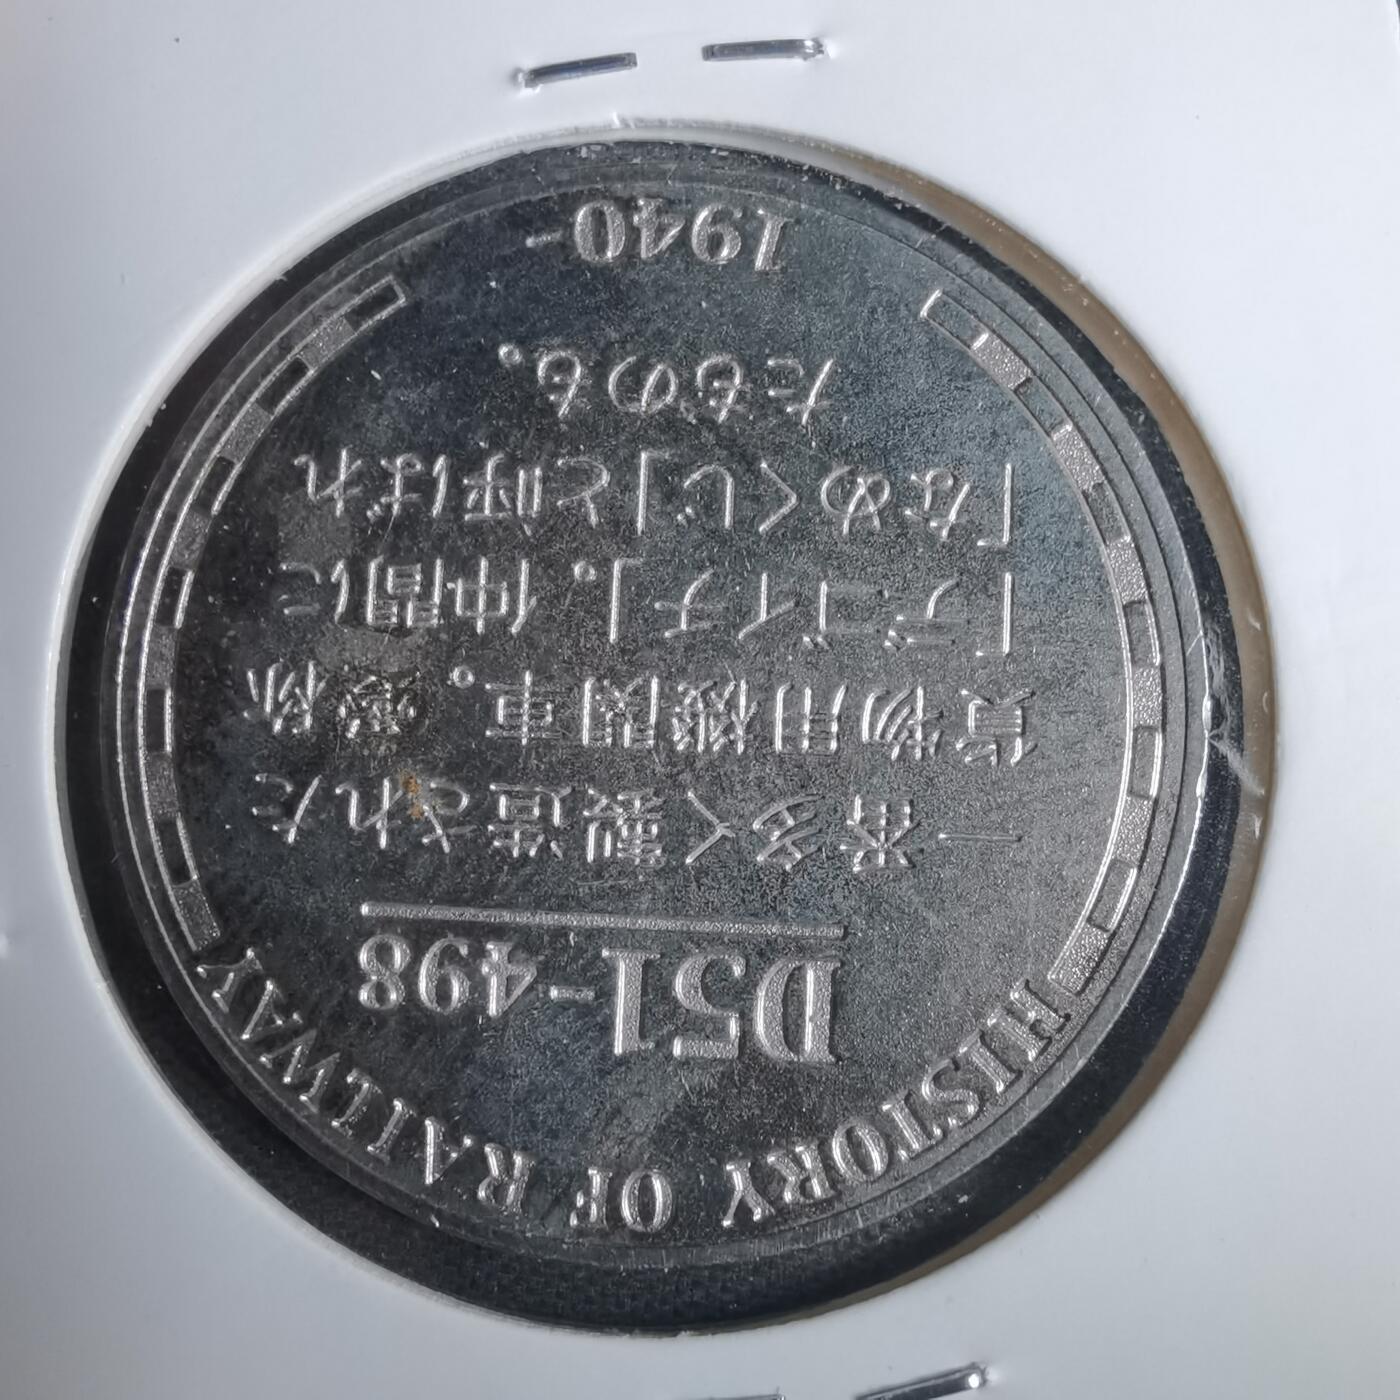 HISTORY OF RAILWAY
D51-498
一番多く製造された
貨物用機関車。愛称
「デゴイチ」。仲間に
「なめくじ」と呼ばれ
たものも。
1940-